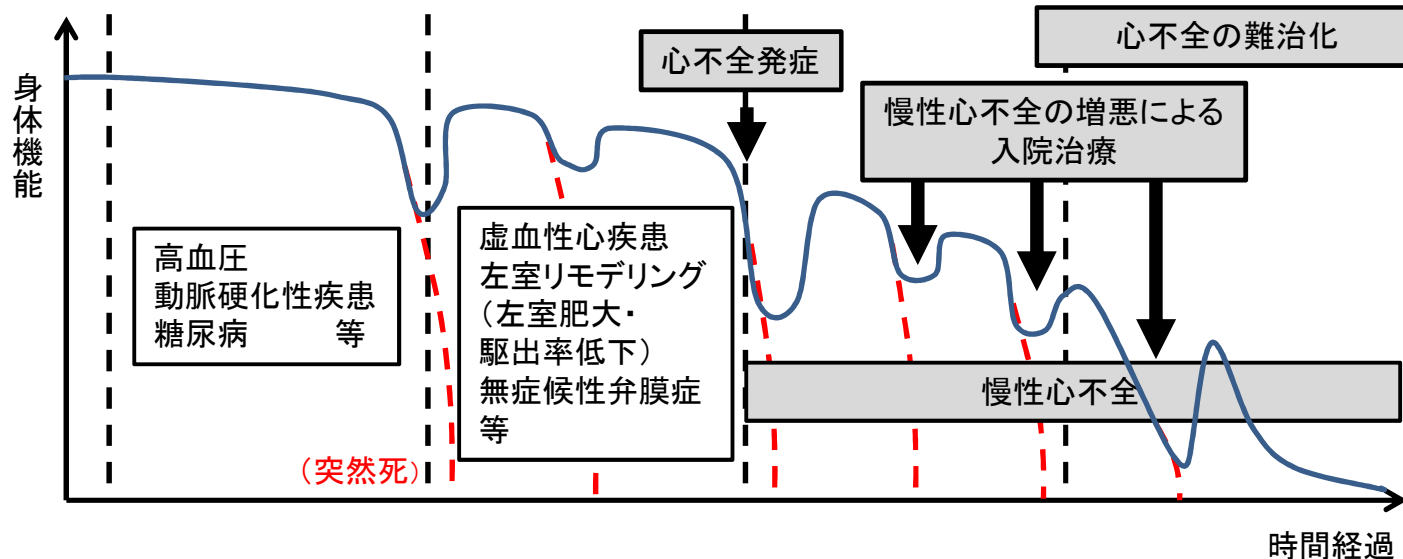 心不全の難治化
心不全発症
身体機能
慢性心不全の増悪による
入院治療
高血圧
動脈硬化性疾患
糖尿病　　　等
虚血性心疾患
左室リモデリング
（左室肥大・
駆出率低下）
無症候性弁膜症
等
慢性心不全
（突然死）
時間経過